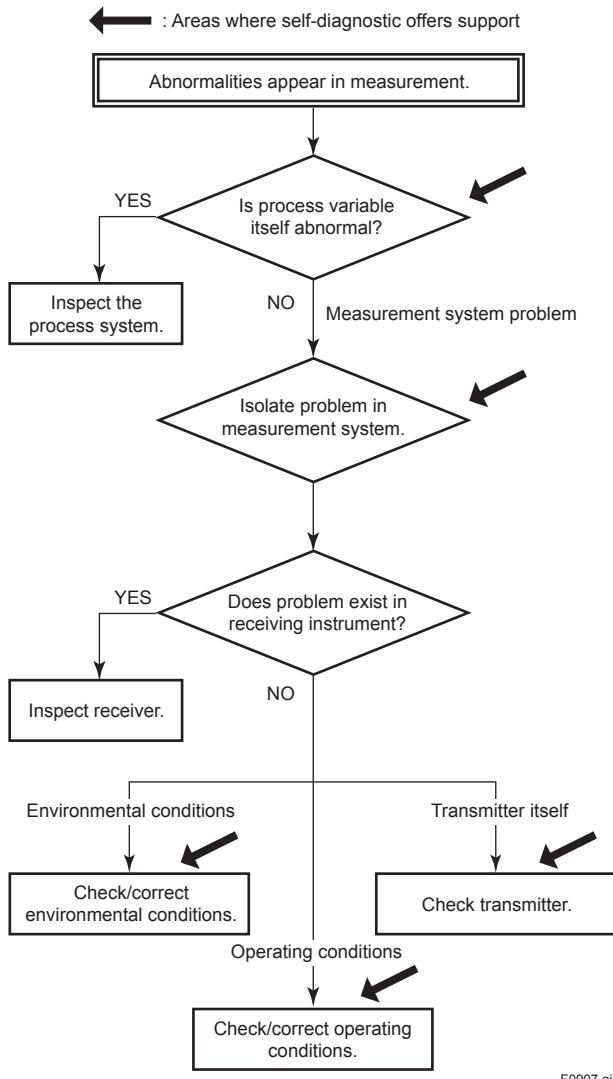 : Areas where self-diagnostic offers support
Abnormalities appear in measurement.
YES
Is process variable
itself abnormal?
Inspect the
process system.
NO
Measurement system problem
Isolate problem in
measurement system.
YES
Does problem exist in
receiving instrument?
Inspect receiver.
NO
Environmental conditions
Transmitter itself
Check/correct
environmental conditions.
Check transmitter.
Operating conditions
Check/correct operating
conditions.